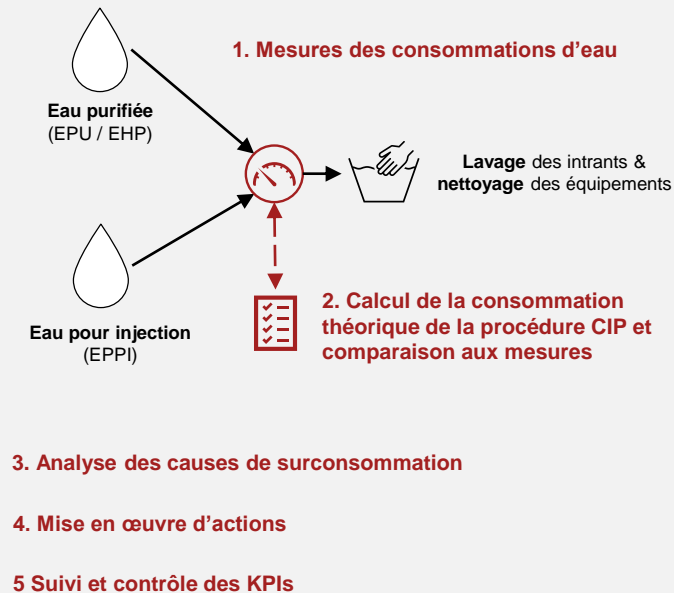 1. Mesures des consommations d'eau
Eau purifiée
(EPU / EHP)
Lavage des intrants &
nettoyage des équipements
Eau pour injection
(EPPI)
2. Calcul de la consommation
théorique de la procédure CIP et
comparaison aux mesures
3. Analyse des causes de surconsommation
4. Mise en œuvre d'actions
5 Suivi et contrôle des KPIs